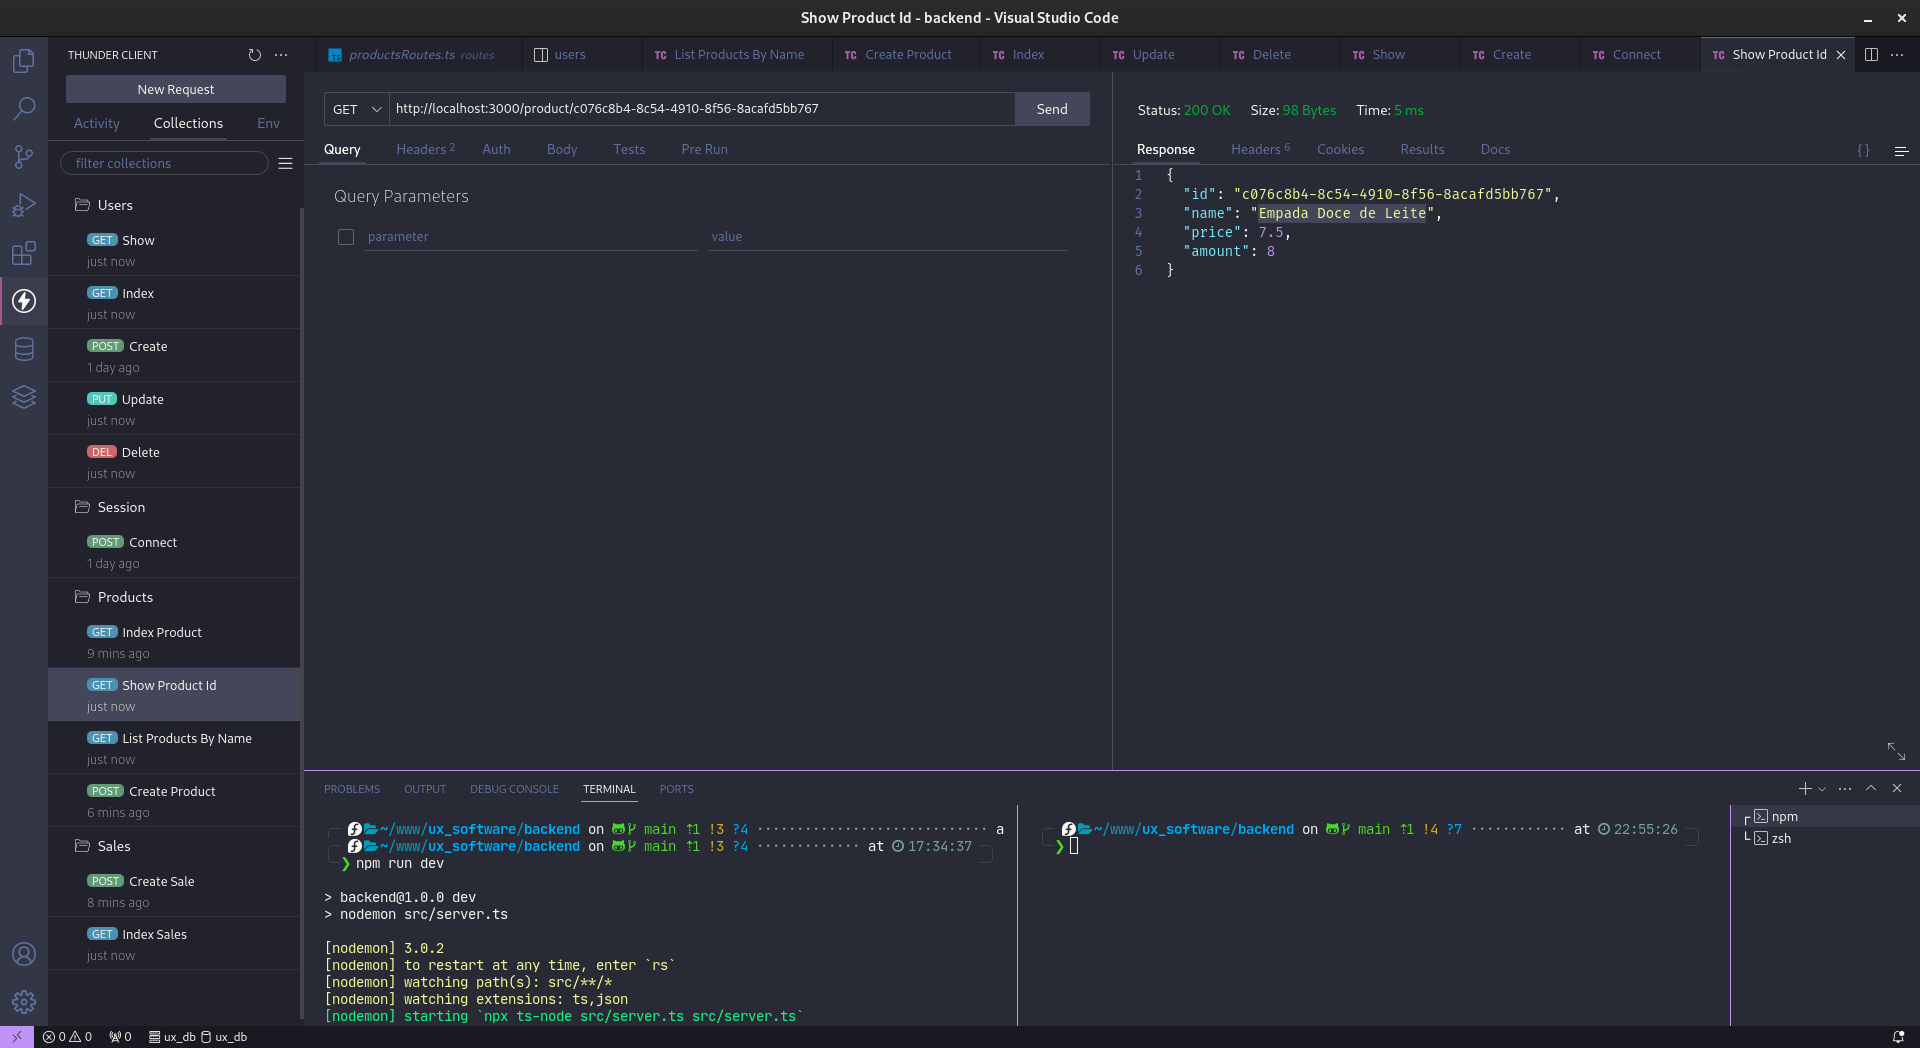 Show Product Id - backend - Visual Studio Code
THUNDER CLIENT
New Request
Activity Collections Env
filter collections
Users
GET Show
just now
GET Index
just now
POST Create
1 day ago
PUT Update
just now
DEL Delete
just now
Session
POST Connect
1 day ago
Products
GET Index Product
9 mins ago
GET Show Product Id
just now
GET List Products By Name
just now
POST Create Product
6 mins ago
Sales
POST Create Sale
8 mins ago
GET Index Sales
just now
TS productsRoutes.ts routes
users
TC List Products By Name
TC Create Product
TC Index
TC Update
TC Delete
TC Show
TC Create
TC Connect
TC Show Product Id
GET http://localhost:3000/product/c076c8b4-8c54-4910-8f56-8acafd5bb767 Send
Query Headers 2 Auth Body Tests Pre Run
Query Parameters
parameter value
Status: 200 OK Size: 98 Bytes Time: 5 ms
Response Headers 6 Cookies Results Docs { }
1 {
2 "id": "c076c8b4-8c54-4910-8f56-8acafd5bb767",
3 "name": "Empada Doce de Leite",
4 "price": 7.5,
5 "amount": 8
6 }
PROBLEMS OUTPUT DEBUG CONSOLE TERMINAL PORTS
~/www/ux_software/backend on main ⇡1 !3 ?4 ····························· a
~/www/ux_software/backend on main ⇡1 !3 ?4 ············· at 17:34:37
❯ npm run dev
> backend@1.0.0 dev
> nodemon src/server.ts
[nodemon] 3.0.2
[nodemon] to restart at any time, enter `rs`
[nodemon] watching path(s): src/**/*
[nodemon] watching extensions: ts,json
[nodemon] starting `npx ts-node src/server.ts src/server.ts`
~/www/ux_software/backend on main ⇡1 !4 ?7 ············ at 22:55:26
❯
npm
zsh
0 0 0 ux_db ux_db